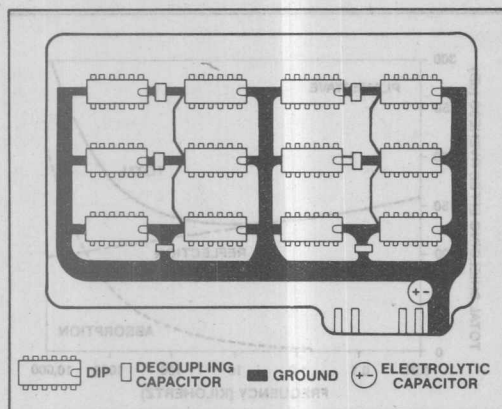 +-
DIP
DECOUPLING
CAPACITOR
GROUND
+-
ELECTROLYTIC
CAPACITOR